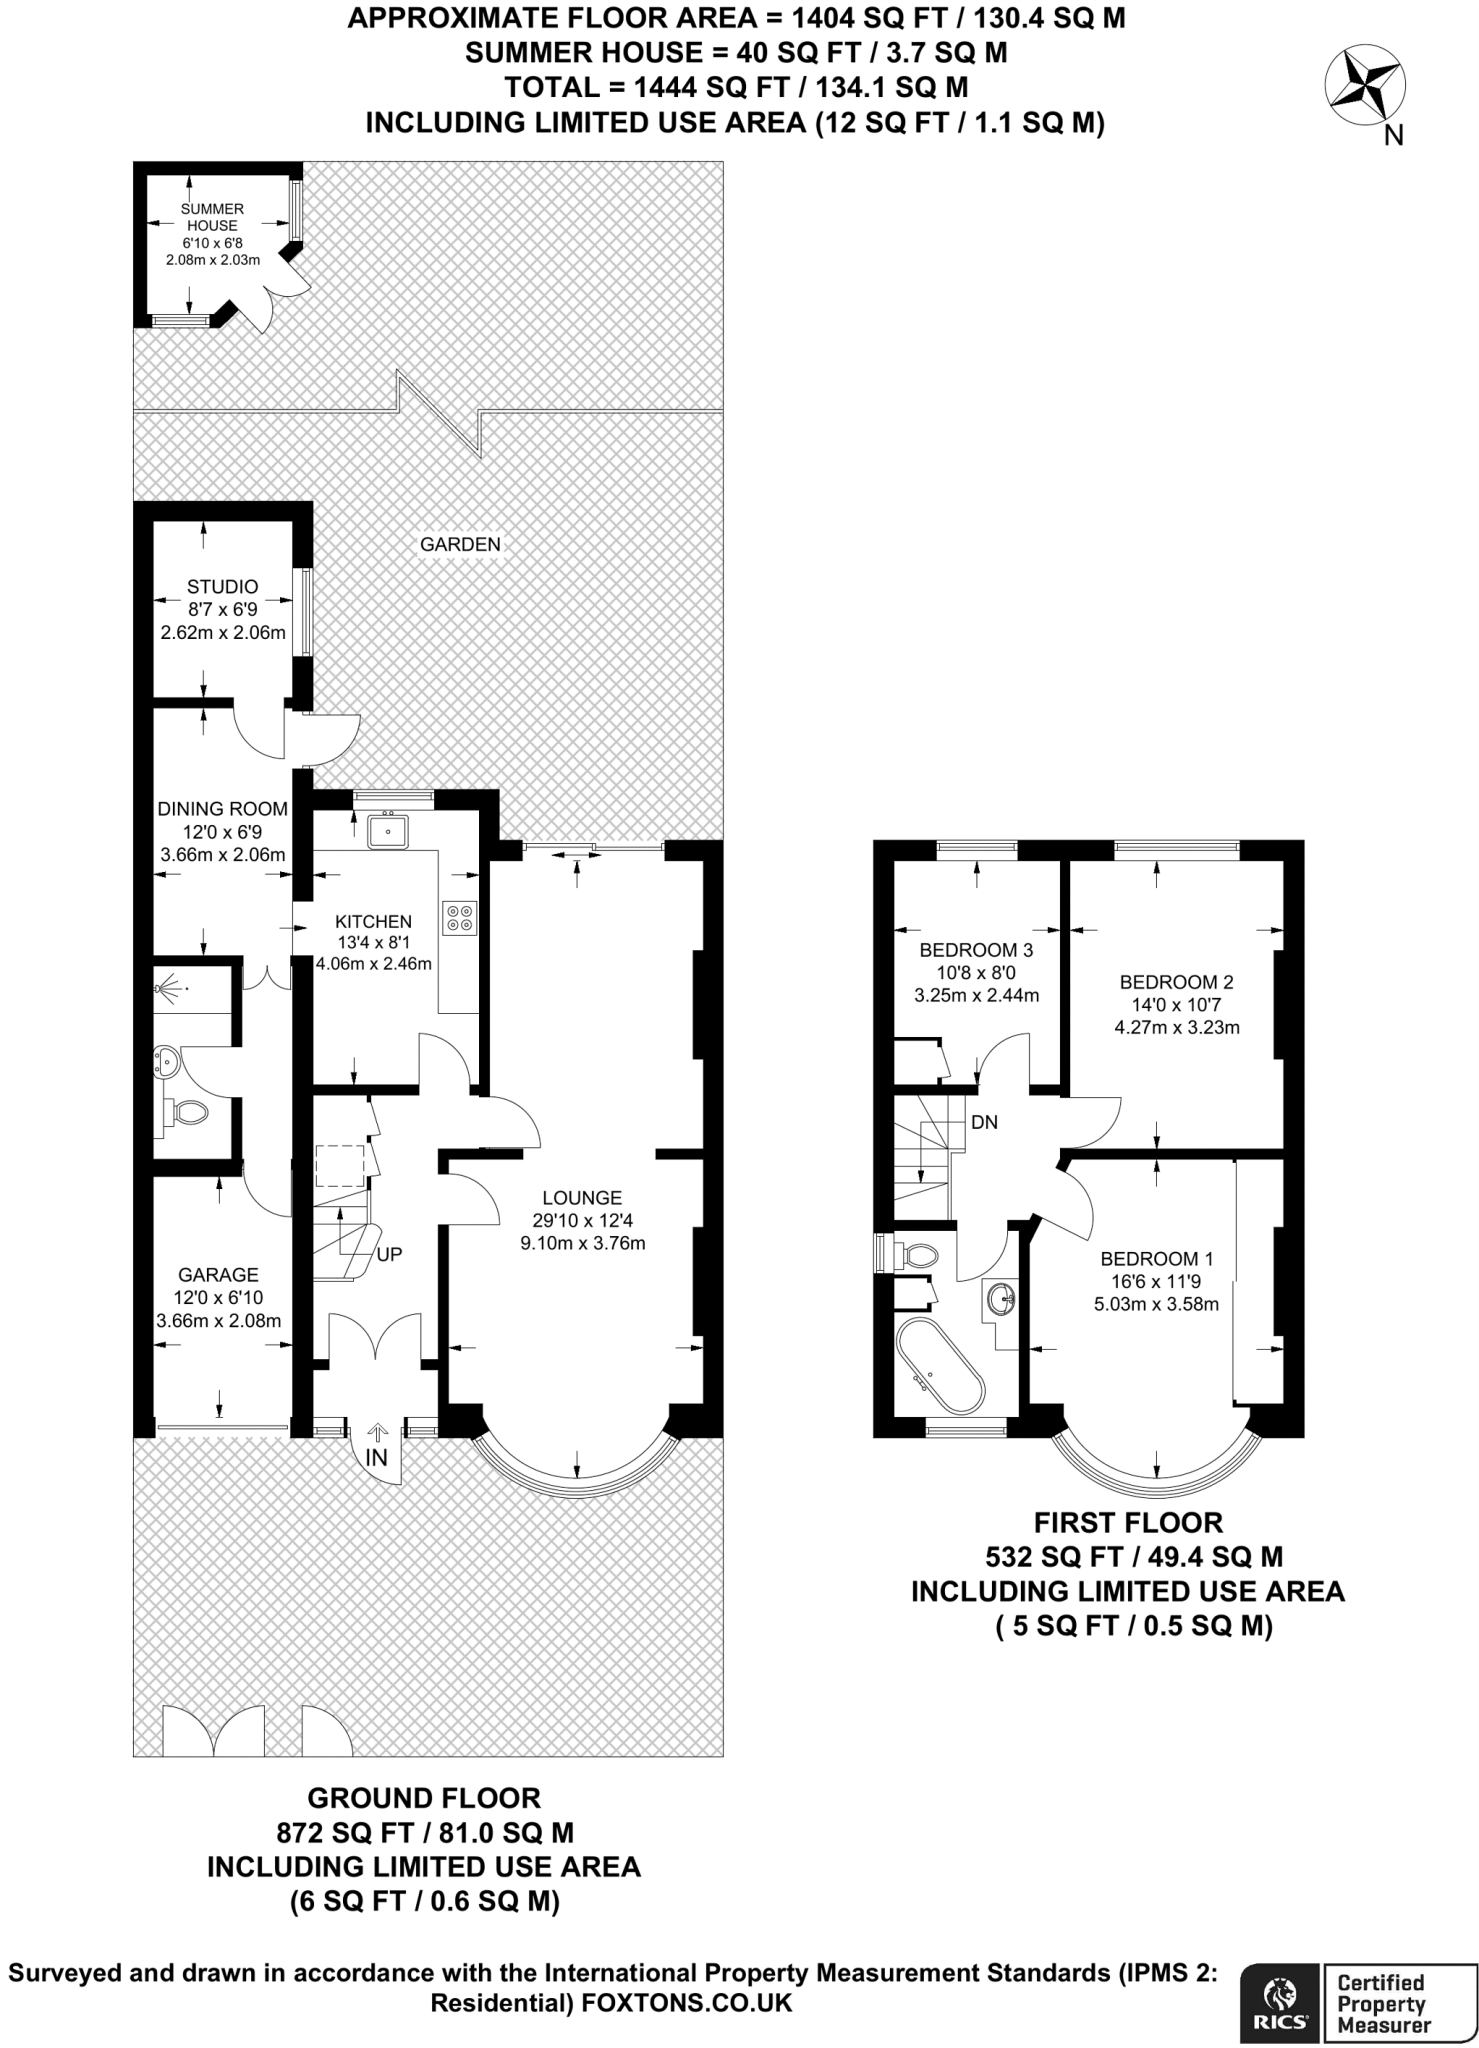 APPROXIMATE FLOOR AREA = 1404 SQ FT / 130.4 SQ M
SUMMER HOUSE = 40 SQ FT / 3.7 SQ M
TOTAL = 1444 SQ FT / 134.1 SQ M
INCLUDING LIMITED USE AREA (12 SQ FT / 1.1 SQ M)
N
SUMMER
HOUSE
6'10 x 6'8
2.08m x 2.03m
GARDEN
STUDIO
8'7 x 6'9
2.62m x 2.06m
DINING ROOM
12'0 x 6'9
3.66m x 2.06m
KITCHEN
13'4 x 8'1
4.06m x 2.46m
LOUNGE
29'10 x 12'4
9.10m x 3.76m
UP
GARAGE
12'0 x 6'10
3.66m x 2.08m
IN
BEDROOM 3
10'8 x 8'0
3.25m x 2.44m
BEDROOM 2
14'0 x 10'7
4.27m x 3.23m
DN
BEDROOM 1
16'6 x 11'9
5.03m x 3.58m
FIRST FLOOR
532 SQ FT / 49.4 SQ M
INCLUDING LIMITED USE AREA
( 5 SQ FT / 0.5 SQ M)
GROUND FLOOR
872 SQ FT / 81.0 SQ M
INCLUDING LIMITED USE AREA
(6 SQ FT / 0.6 SQ M)
Surveyed and drawn in accordance with the International Property Measurement Standards (IPMS 2:
Residential) FOXTONS.CO.UK
RICS
Certified
Property
Measurer